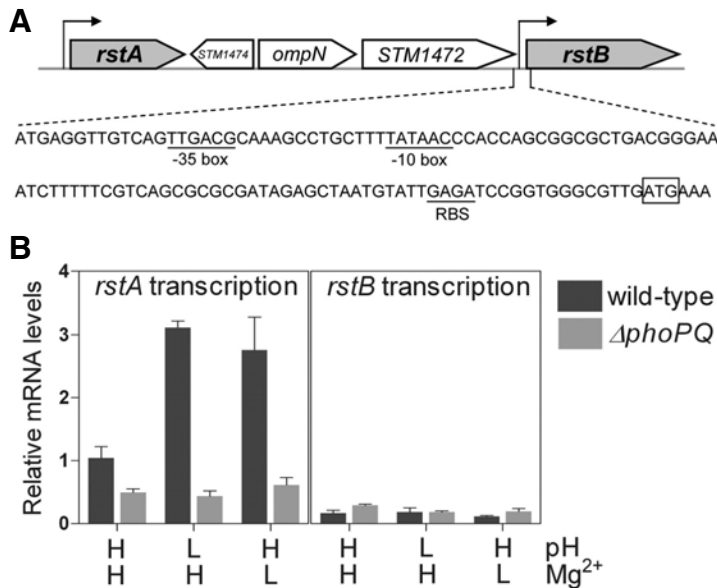 A
rstA STM1474 ompN STM1472 rstB
ATGAGGTTGTCAGTTGACGCAAAGCCTGCTTTTATAACCCACCAGCGGCGCTGACGGGAA
-35 box -10 box
ATCTTTTTCGTCAGCGCGCGATAGAGCTAATGTATTGAGATCCGGTGGGCGTTGATGAAA
RBS
B
Relative mRNA levels
4
3
2
1
0
rstA transcription rstB transcription
wild-type
ΔphoPQ
H L H H L H pH
H H L H H L Mg2+